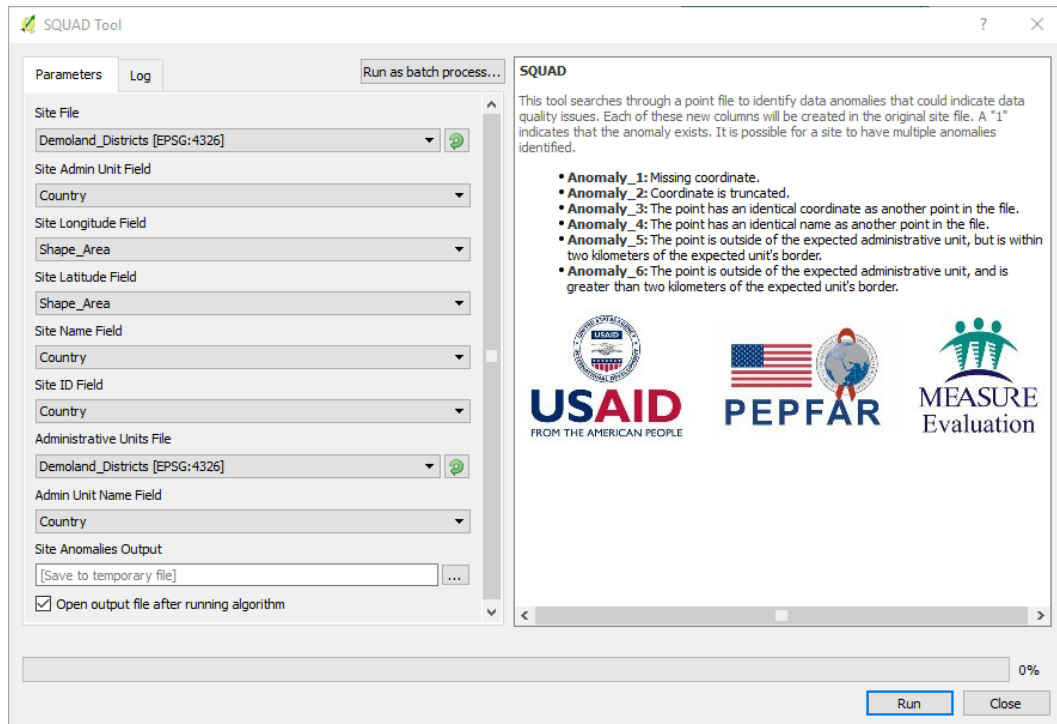 SQUAD Tool
?
Parameters
Log
Run as batch process...
Site File
Demoland_Districts [EPSG:4326]
Site Admin Unit Field
Country
Site Longitude Field
Shape_Area
Site Latitude Field
Shape_Area
Site Name Field
Country
Site ID Field
Country
Administrative Units File
Demoland_Districts [EPSG:4326]
Admin Unit Name Field
Country
Site Anomalies Output
[Save to temporary file]
...
Open output file after running algorithm
SQUAD
This tool searches through a point file to identify data anomalies that could indicate data
quality issues. Each of these new columns will be created in the original site file. A "1"
indicates that the anomaly exists. It is possible for a site to have multiple anomalies
identified.
• Anomaly_1: Missing coordinate.
• Anomaly_2: Coordinate is truncated.
• Anomaly_3: The point has an identical coordinate as another point in the file.
• Anomaly_4: The point has an identical name as another point in the file.
• Anomaly_5: The point is outside of the expected administrative unit, but is within
two kilometers of the expected unit's border.
• Anomaly_6: The point is outside of the expected administrative unit, and is
greater than two kilometers of the expected unit's border.
USAID
USAID
FROM THE AMERICAN PEOPLE
PEPFAR
MEASURE
Evaluation
0%
Run
Close